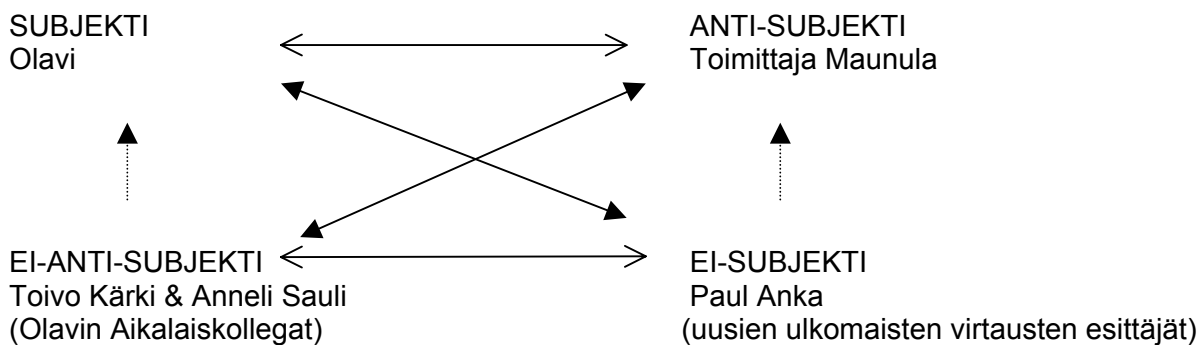 SUBJEKTI
Olavi
ANTI-SUBJEKTI
Toimittaja Maunula
EI-ANTI-SUBJEKTI
Toivo Kärki & Anneli Sauli
(Olavin Aikalaiskollegat)
EI-SUBJEKTI
Paul Anka
(uusien ulkomaisten virtausten esittäjät)